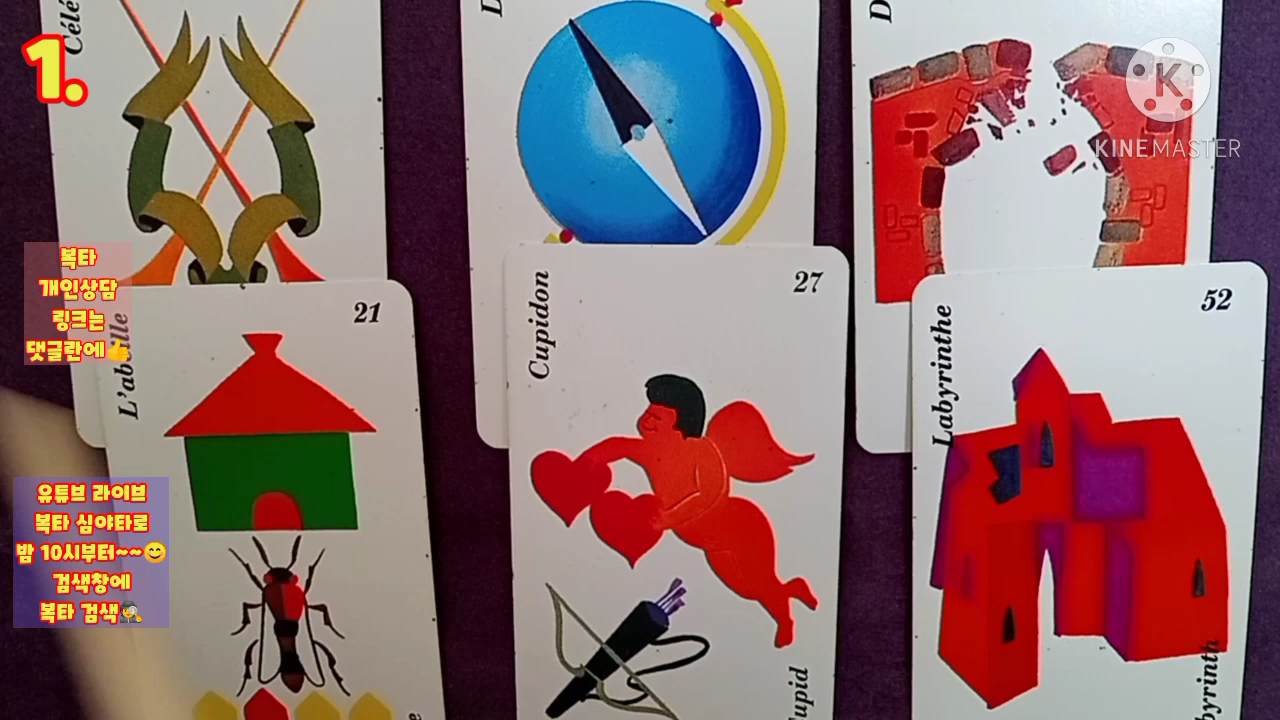 1.
Célé
D
D
K
KINEMASTER
복타
개인상담
링크는
댓글란에👍
유튜브 라이브
복타 심야타로
밤 10시부터~~😊
검색창에
복타 검색🕵
L'abeille
21
Cupidon
27
Cupid
Labyrinthe
52
byrinth